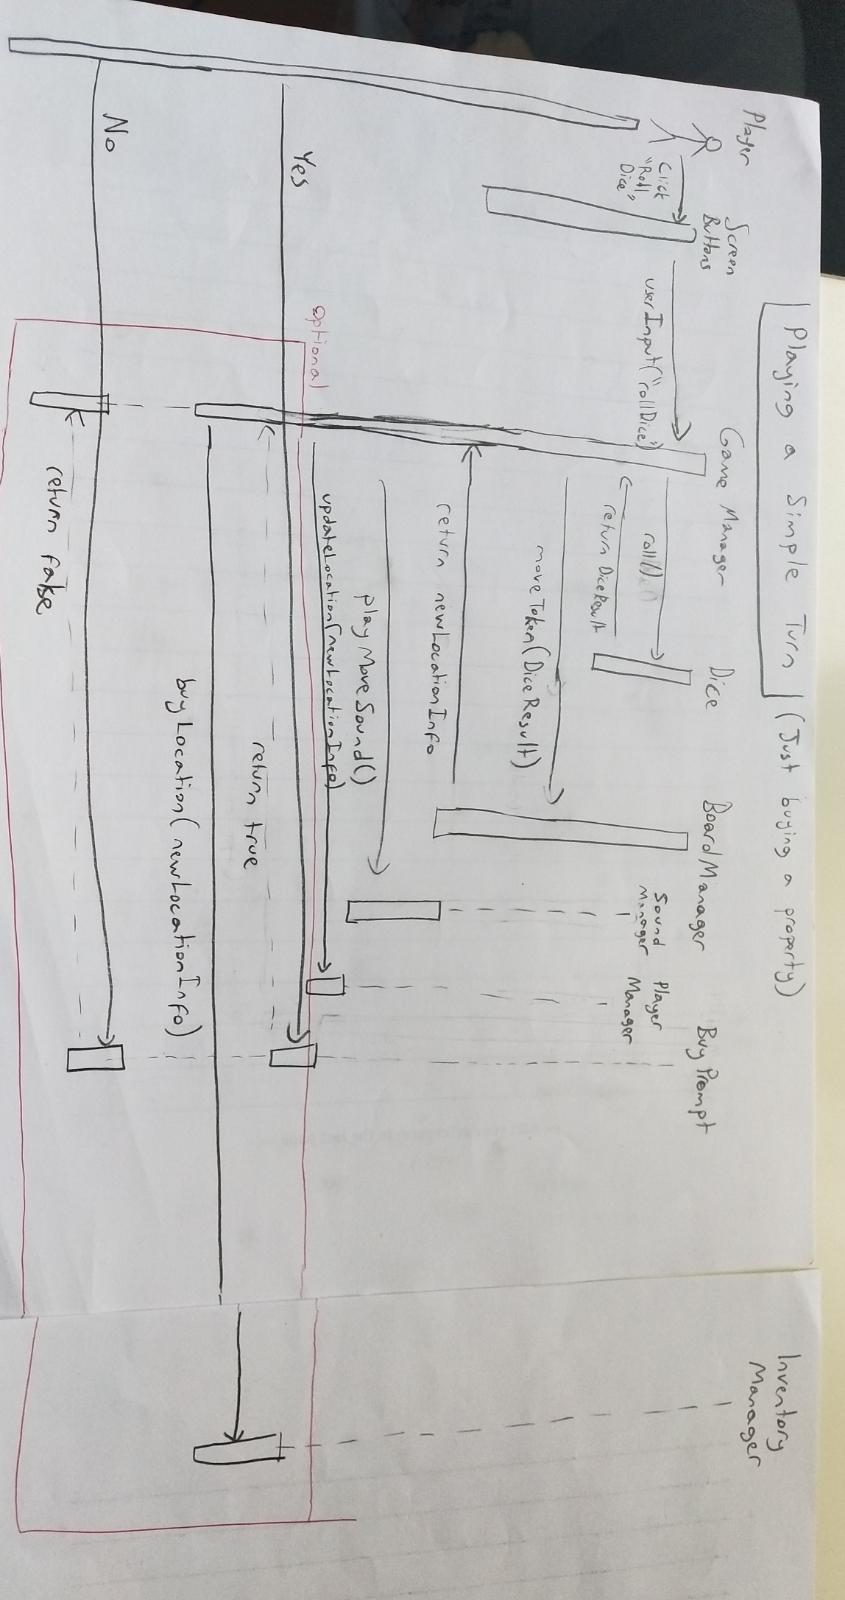 Playing a Simple Turn (Just buying a property)
Player
Screen
Buttons
Game Manager
Dice
Board Manager
Buy Prompt
Inventory
Manager
Sound
Manager
Player
Manager
Click
"Roll
Dice"
userInput("rollDice")
roll()
return DiceResult
moveToken(DiceResult)
return newLocationInfo
playMoveSound()
updateLocation(newLocationInfo)
Optional
Yes
return true
buyLocation(newLocationInfo)
No
return false